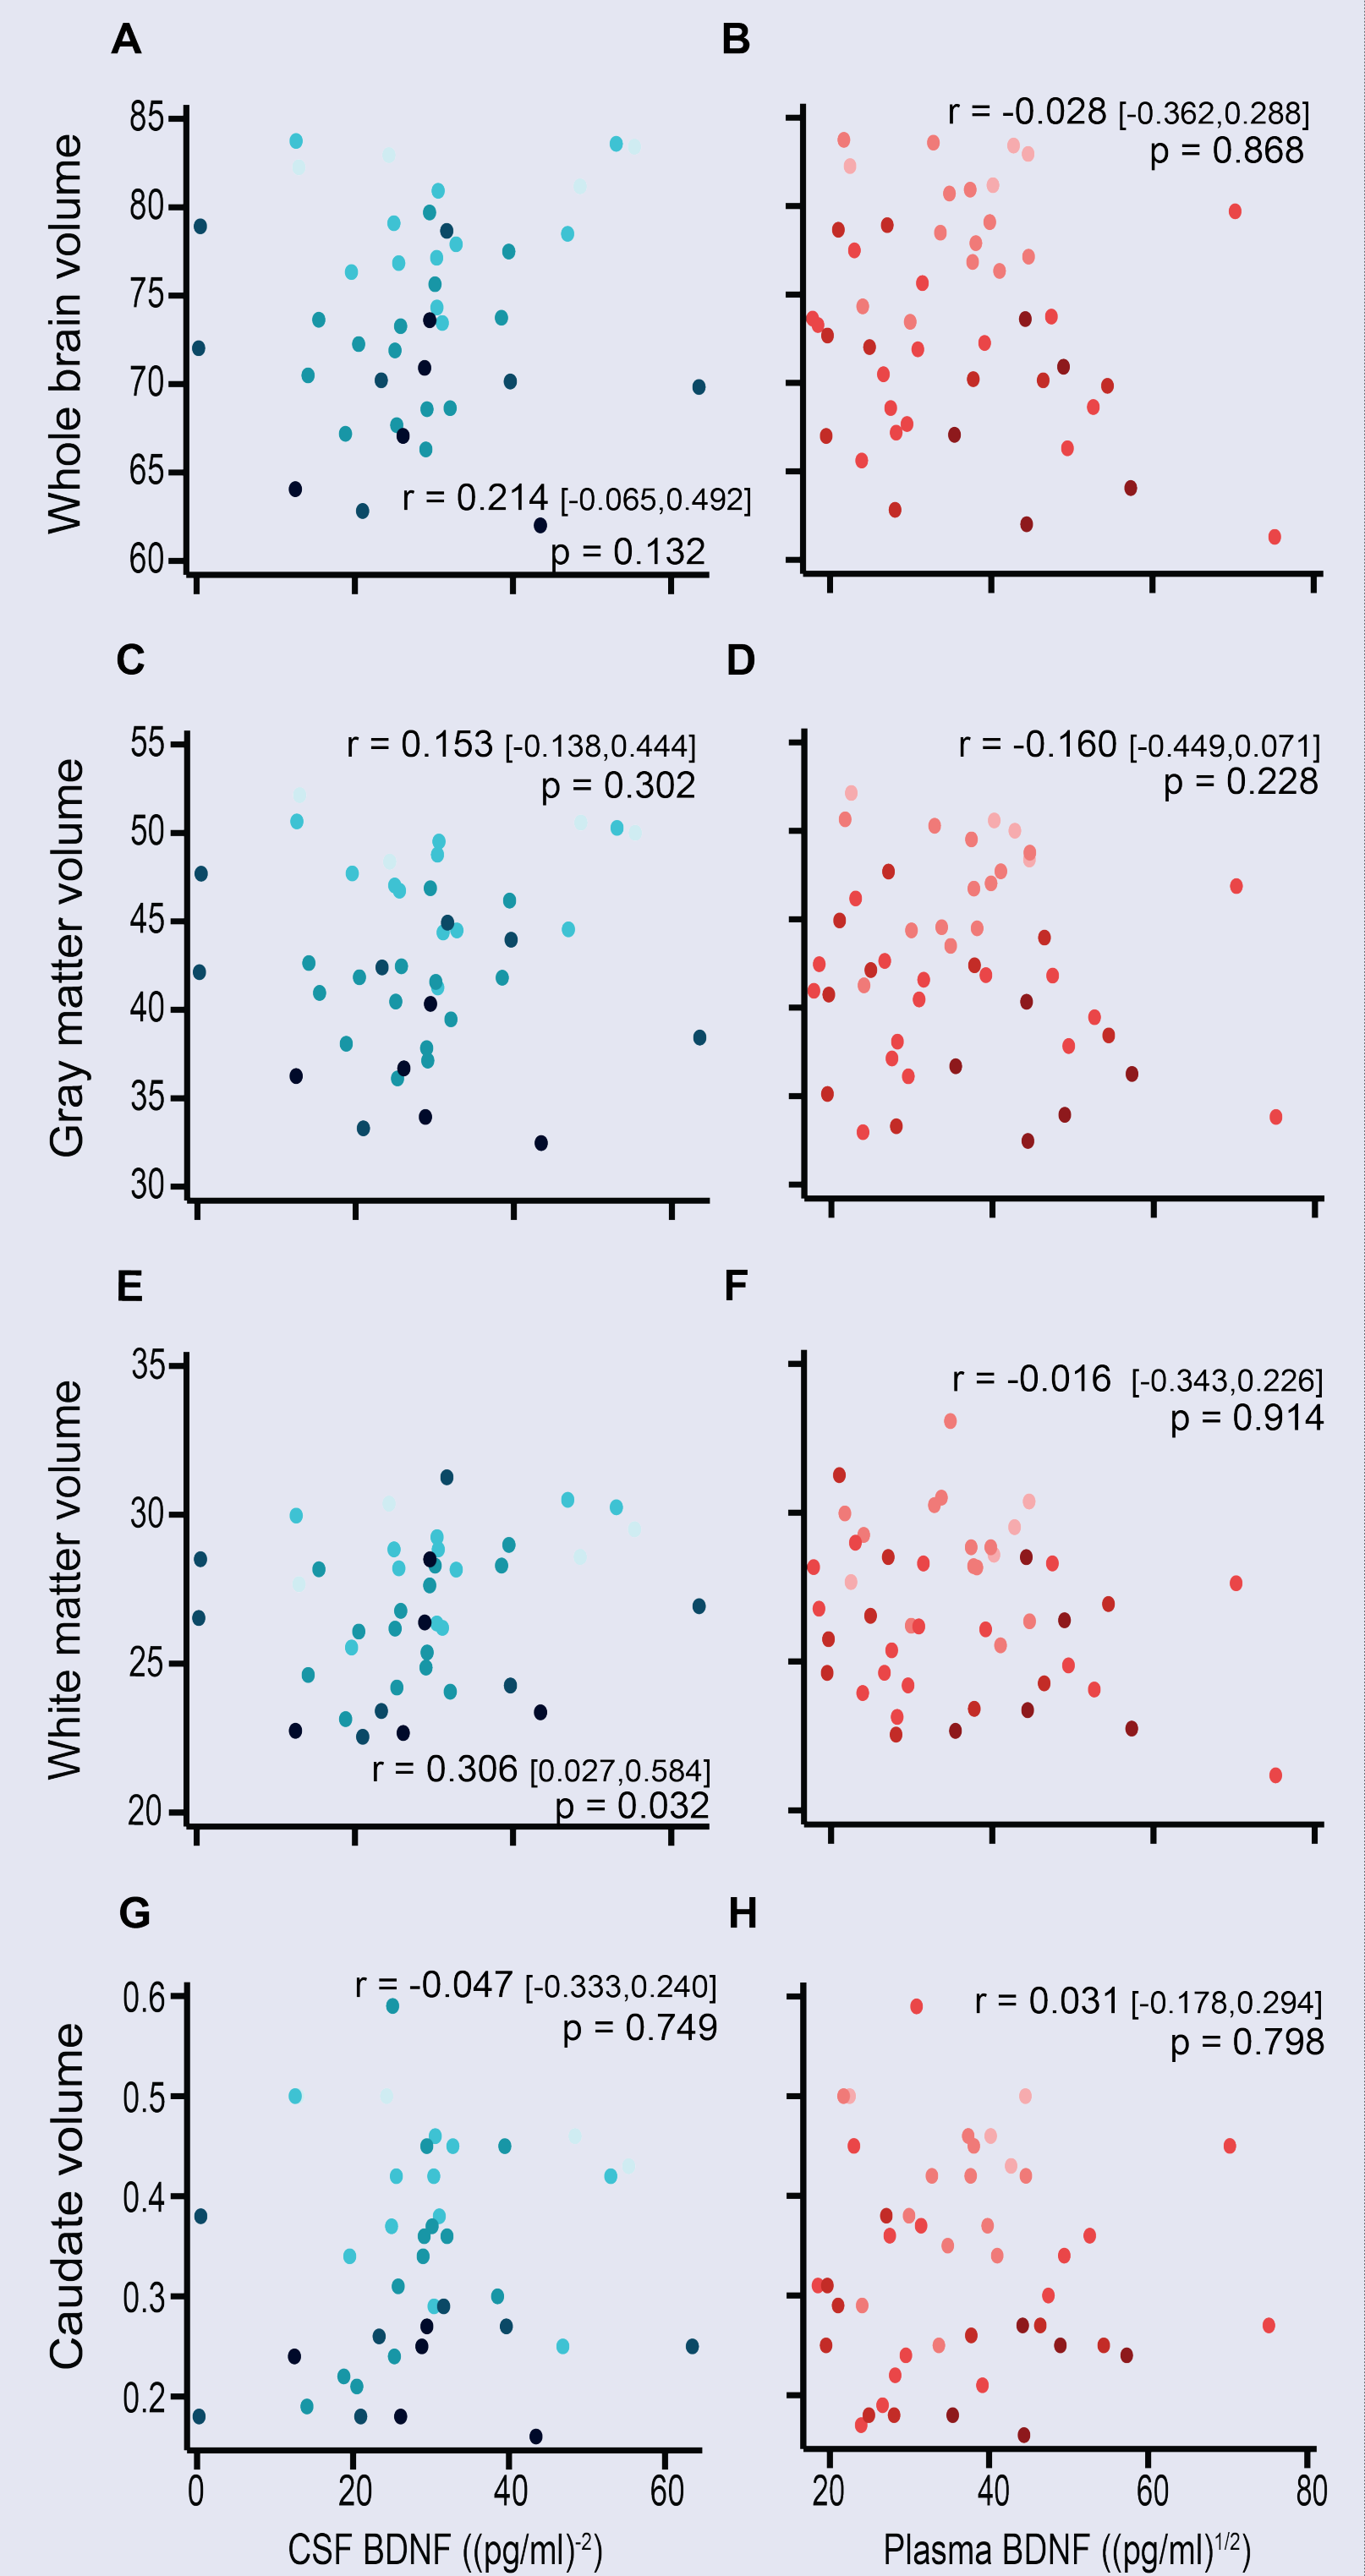 A
B
85
80
75
70
65
60
Whole brain volume
r = 0.214 [-0.065,0.492]
p = 0.132
r = -0.028 [-0.362,0.288]
p = 0.868
C
D
55
50
45
40
35
30
Gray matter volume
r = 0.153 [-0.138,0.444]
p = 0.302
r = -0.160 [-0.449,0.071]
p = 0.228
E
F
35
30
25
20
White matter volume
r = 0.306 [0.027,0.584]
p = 0.032
r = -0.016 [-0.343,0.226]
p = 0.914
G
H
0.6
0.5
0.4
0.3
0.2
Caudate volume
r = -0.047 [-0.333,0.240]
p = 0.749
r = 0.031 [-0.178,0.294]
p = 0.798
0 20 40 60
20 40 60 80
CSF BDNF ((pg/ml)⁻²)
Plasma BDNF ((pg/ml)¹ᐟ²)